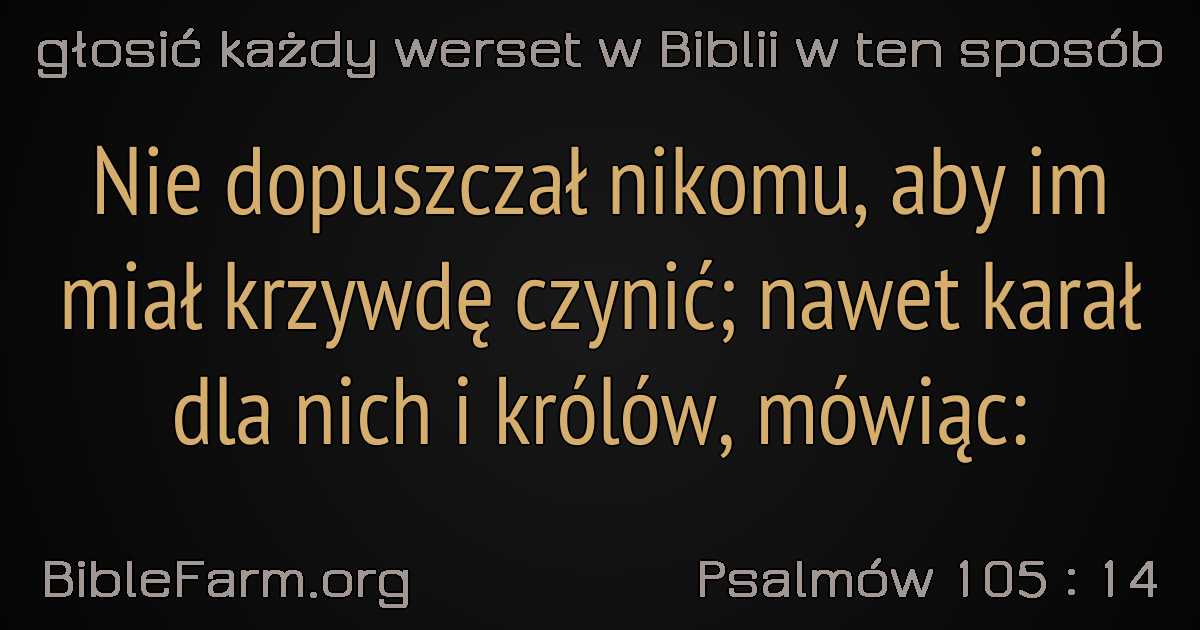 głosić każdy werset w Biblii w ten sposób
Nie dopuszczał nikomu, aby im
miał krzywdę czynić; nawet karał
dla nich i królów, mówiąc:
BibleFarm.org
Psalmów 105 : 14